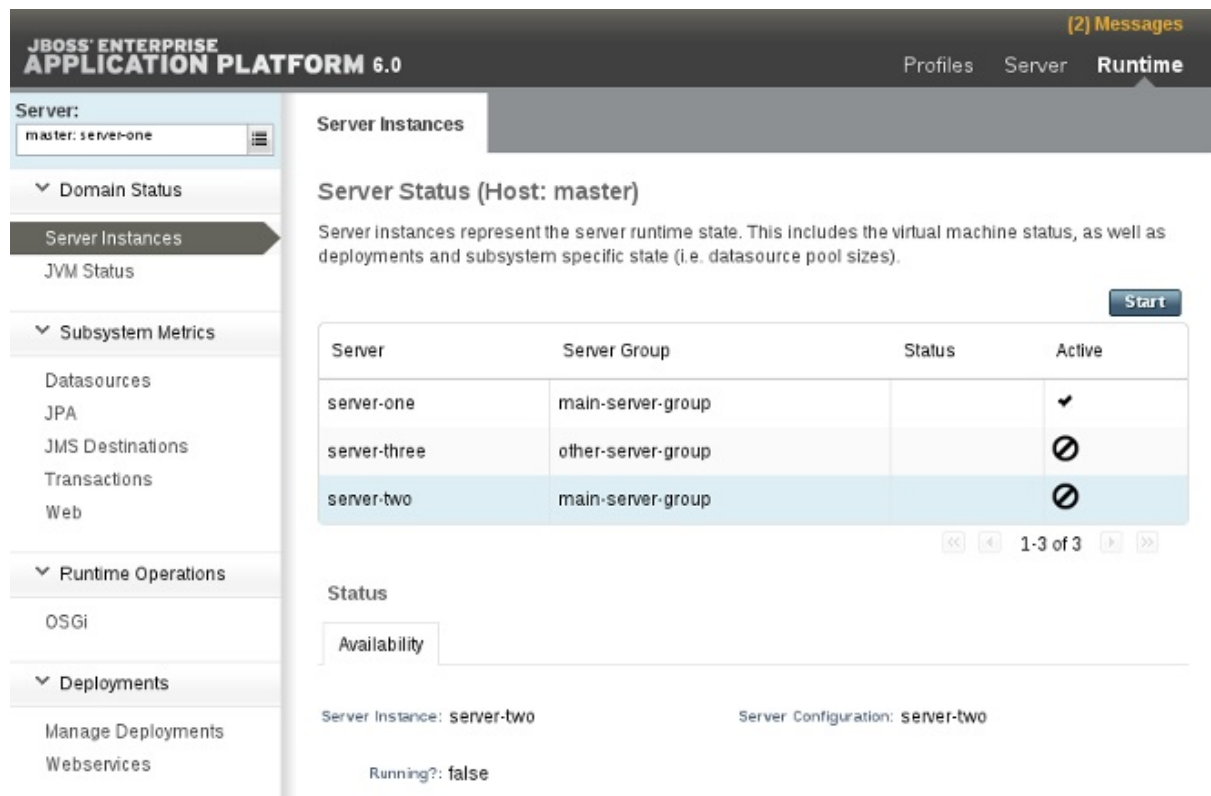 (2) Messages
JBOSS' ENTERPRISE
APPLICATION PLATFORM 6.0
Profiles Server Runtime
Server:
master: server-one
Domain Status
Server Instances
JVM Status
Subsystem Metrics
Datasources
JPA
JMS Destinations
Transactions
Web
Runtime Operations
OSGi
Deployments
Manage Deployments
Webservices
Server Instances
Server Status (Host: master)
Server instances represent the server runtime state. This includes the virtual machine status, as well as
deployments and subsystem specific state (i.e. datasource pool sizes).
Start
Server Server Group Status Active
server-one main-server-group
server-three other-server-group
server-two main-server-group
1-3 of 3
Status
Availability
Server Instance: server-two Server Configuration: server-two
Running?: false